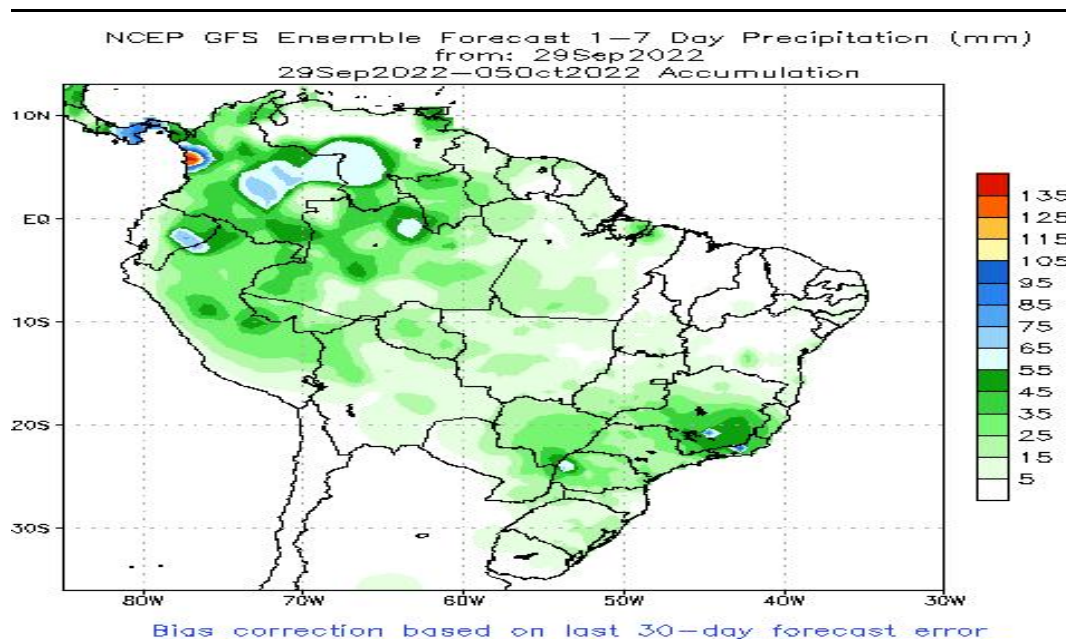 NCEP GFS Ensemble Forecast 1-7 Day Precipitation (mm)
from: 29Sep2022
29Sep2022-05Oct2022 Accumulation
10N
EQ
10S
20S
30S
80W
70W
60W
50W
40W
30W
135
125
115
105
95
85
75
65
55
45
35
25
15
5
Bias correction based on last 30-day forecast error